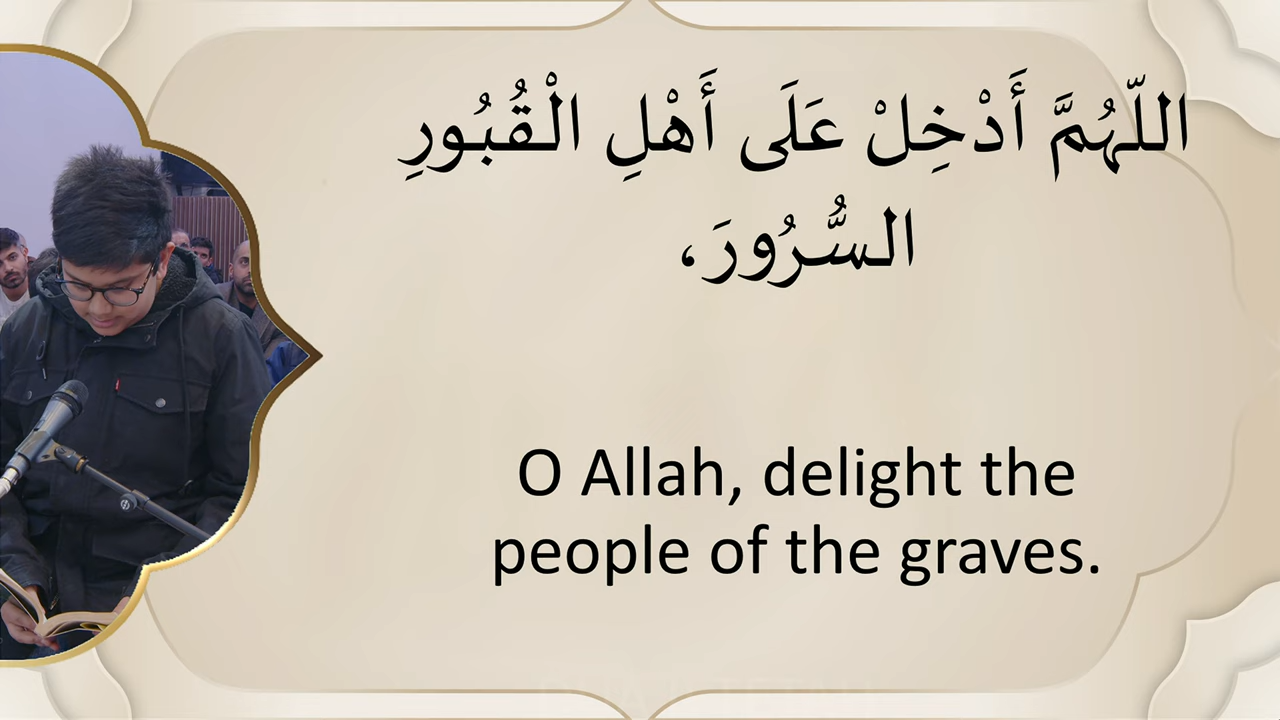 اللّهُمَّ أَدْخِلْ عَلَى أَهْلِ الْقُبُورِ
السُّرُورَ،
O Allah, delight the
people of the graves.